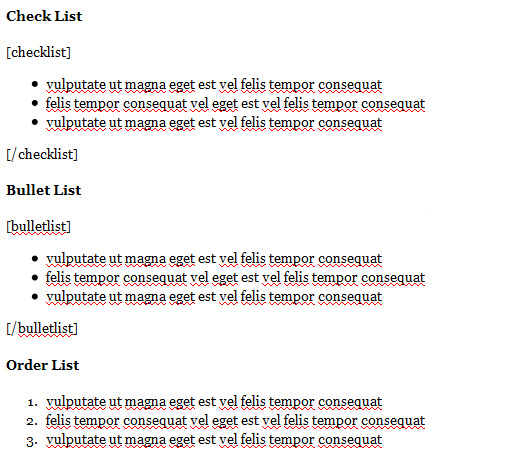 Check List
[checklist]
• vulputate ut magna eget est vel felis tempor consequat
• felis tempor consequat vel eget est vel felis tempor consequat
• vulputate ut magna eget est vel felis tempor consequat
[/checklist]
Bullet List
[bulletlist]
• vulputate ut magna eget est vel felis tempor consequat
• felis tempor consequat vel eget est vel felis tempor consequat
• vulputate ut magna eget est vel felis tempor consequat
[/bulletlist]
Order List
1. vulputate ut magna eget est vel felis tempor consequat
2. felis tempor consequat vel eget est vel felis tempor consequat
3. vulputate ut magna eget est vel felis tempor consequat